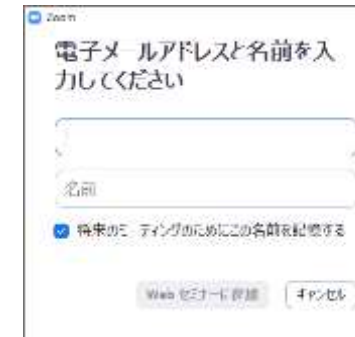 Zoom
電子メールアドレスと名前を入
力してください
名前
将来のミーティングのためにこの名前を記憶する
Web セミナーに参加
キャンセル